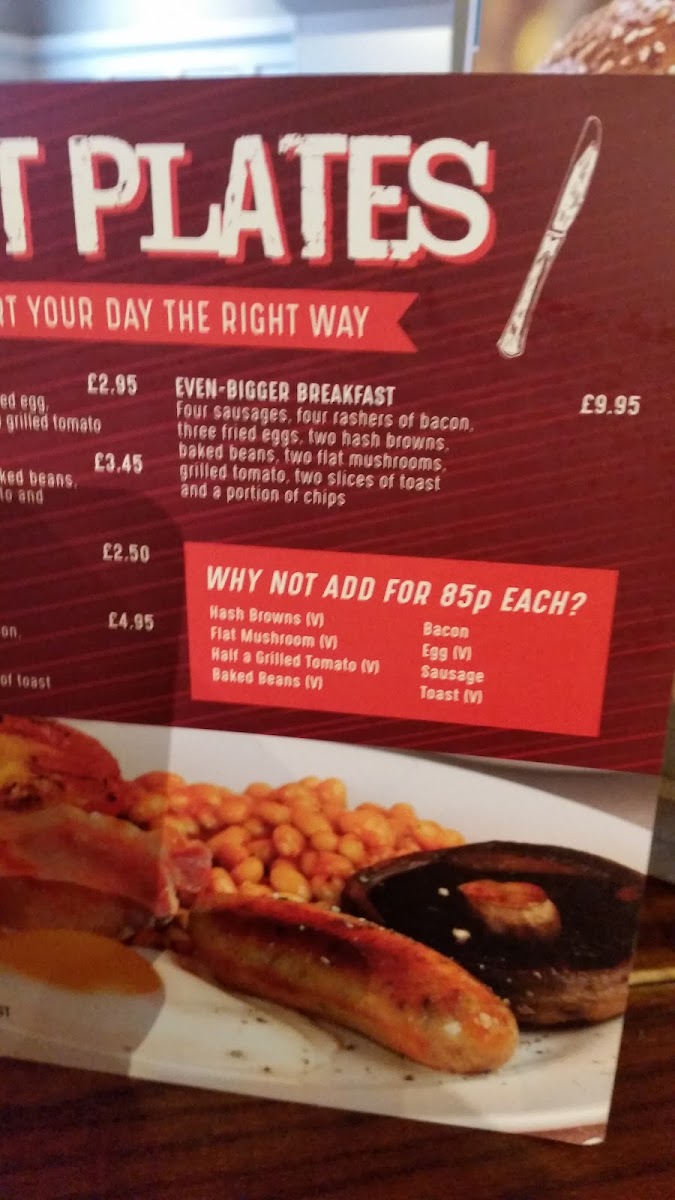 T PLATES
RT YOUR DAY THE RIGHT WAY
£2.95
ed egg,
grilled tomato
£3.45
ked beans,
to and
£2.50
£4.95
on,
of toast
EVEN-BIGGER BREAKFAST
£9.95
Four sausages, four rashers of bacon,
three fried eggs, two hash browns,
baked beans, two flat mushrooms,
grilled tomato, two slices of toast
and a portion of chips
WHY NOT ADD FOR 85p EACH?
Hash Browns (V)
Flat Mushroom (V)
Half a Grilled Tomato (V)
Baked Beans (V)
Bacon
Egg (V)
Sausage
Toast (V)
ST